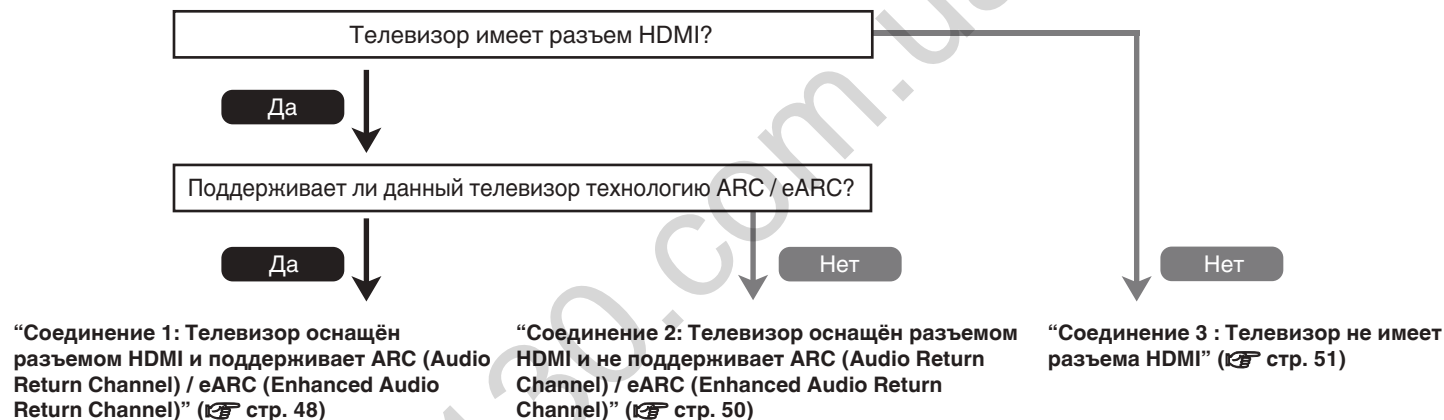 Телевизор имеет разъем HDMI?
Да
Поддерживает ли данный телевизор технологию ARC / eARC?
Да
Нет
Нет
“Соединение 1: Телевизор оснащён
разъемом HDMI и поддерживает ARC (Audio
Return Channel) / eARC (Enhanced Audio
Return Channel)” (☞ стр. 48)
“Соединение 2: Телевизор оснащён разъемом
HDMI и не поддерживает ARC (Audio Return
Channel) / eARC (Enhanced Audio Return
Channel)” (☞ стр. 50)
“Соединение 3 : Телевизор не имеет
разъема HDMI” (☞ стр. 51)